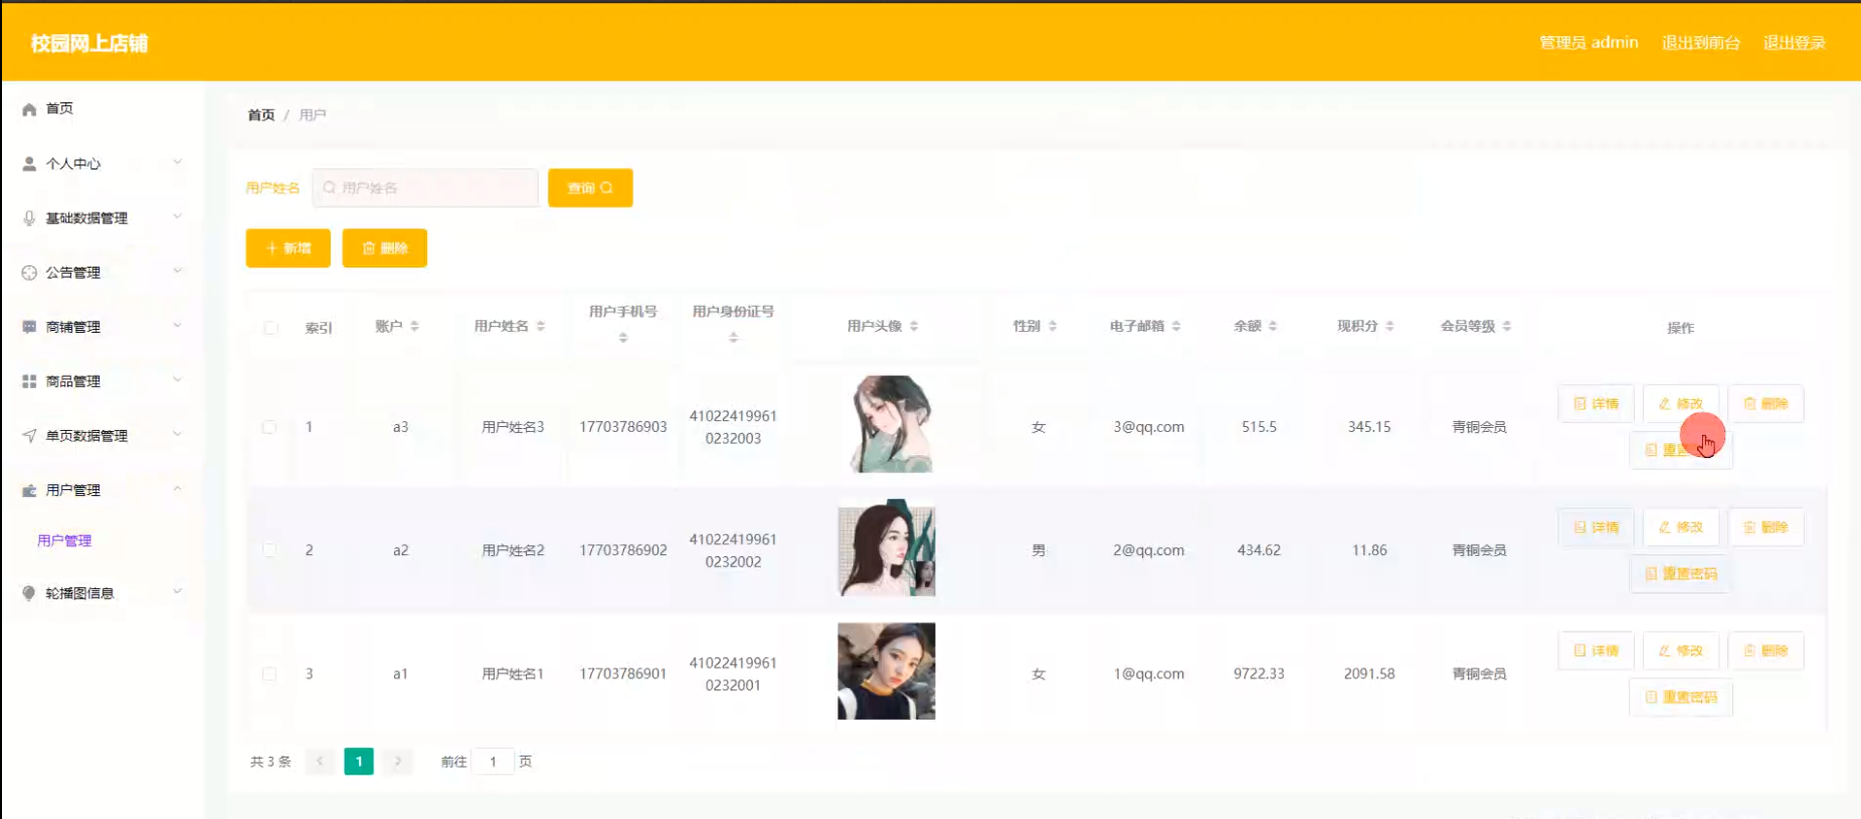 校园网上店铺
管理员 admin 退出到前台 退出登录
首页
个人中心
基础数据管理
公告管理
商铺管理
商品管理
单页数据管理
用户管理
用户管理
轮播图信息
首页 / 用户
用户姓名 用户姓名 查询
新增 删除
索引 账户 用户姓名 用户手机号 用户身份证号 用户头像 性别 电子邮箱 余额 现积分 会员等级 操作
1 a3 用户姓名3 17703786903 41022419961 女 3@qq.com 515.5 345.15 青铜会员 详情 修改 删除
0232003 重置
2 a2 用户姓名2 17703786902 41022419961 男 2@qq.com 434.62 11.86 青铜会员 详情 修改 删除
0232002 重置密码
3 a1 用户姓名1 17703786901 41022419961 女 1@qq.com 9722.33 2091.58 青铜会员 详情 修改 删除
0232001 重置密码
共 3 条 < 1 > 前往 1 页